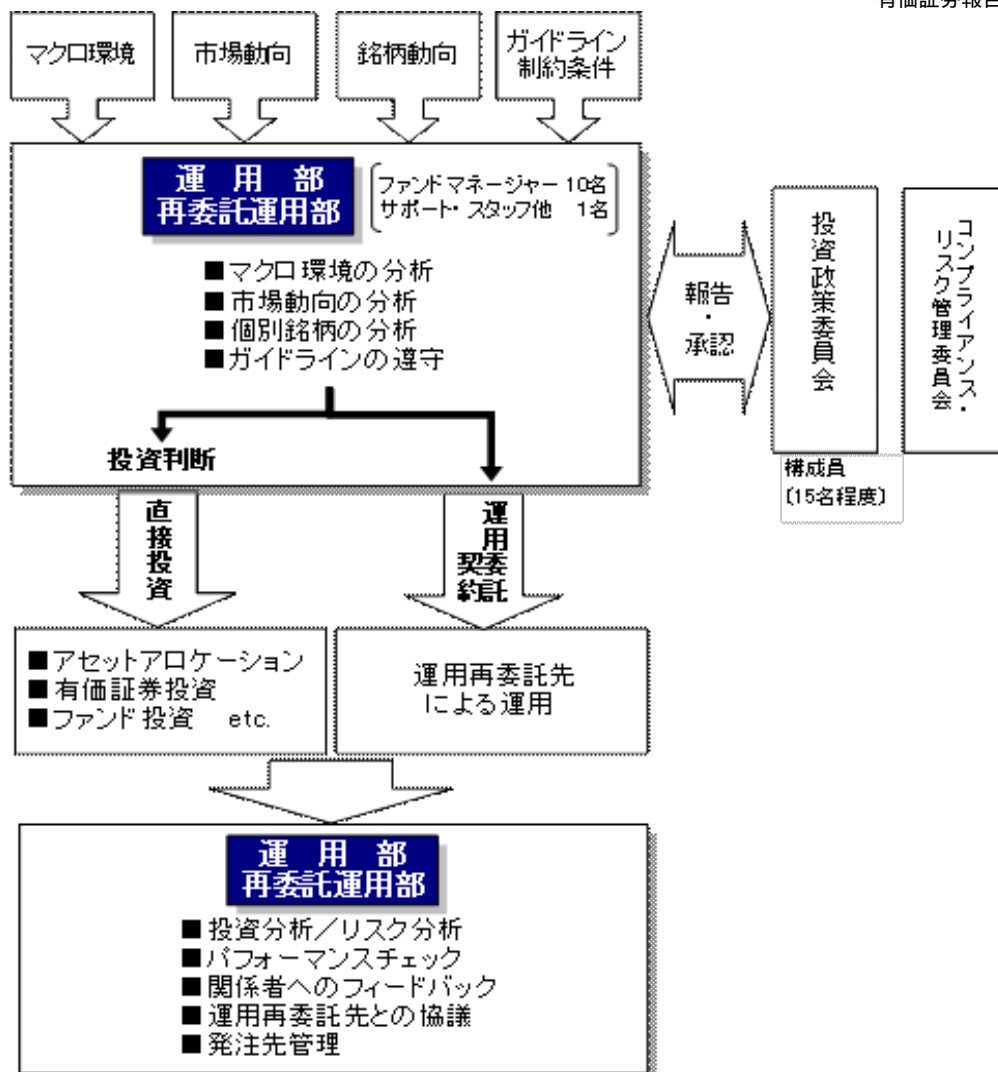 有価証券報告
マクロ環境
市場動向
銘柄動向
ガイドライン
制約条件
運 用 部
再委託運用部
ファンドマネージャー 10名
サポート・スタッフ他 1名
■マクロ環境の分析
■市場動向の分析
■個別銘柄の分析
■ガイドラインの遵守
投資判断
報告
・
承認
投資政策委員会
コンプライアンス・
リスク管理委員会
構成員
〔15名程度〕
直接投資
運用委託
契約
■アセットアロケーション
■有価証券投資
■ファンド投資 etc.
運用再委託先
による運用
運 用 部
再委託運用部
■投資分析/リスク分析
■パフォーマンスチェック
■関係者へのフィードバック
■運用再委託先との協議
■発注先管理